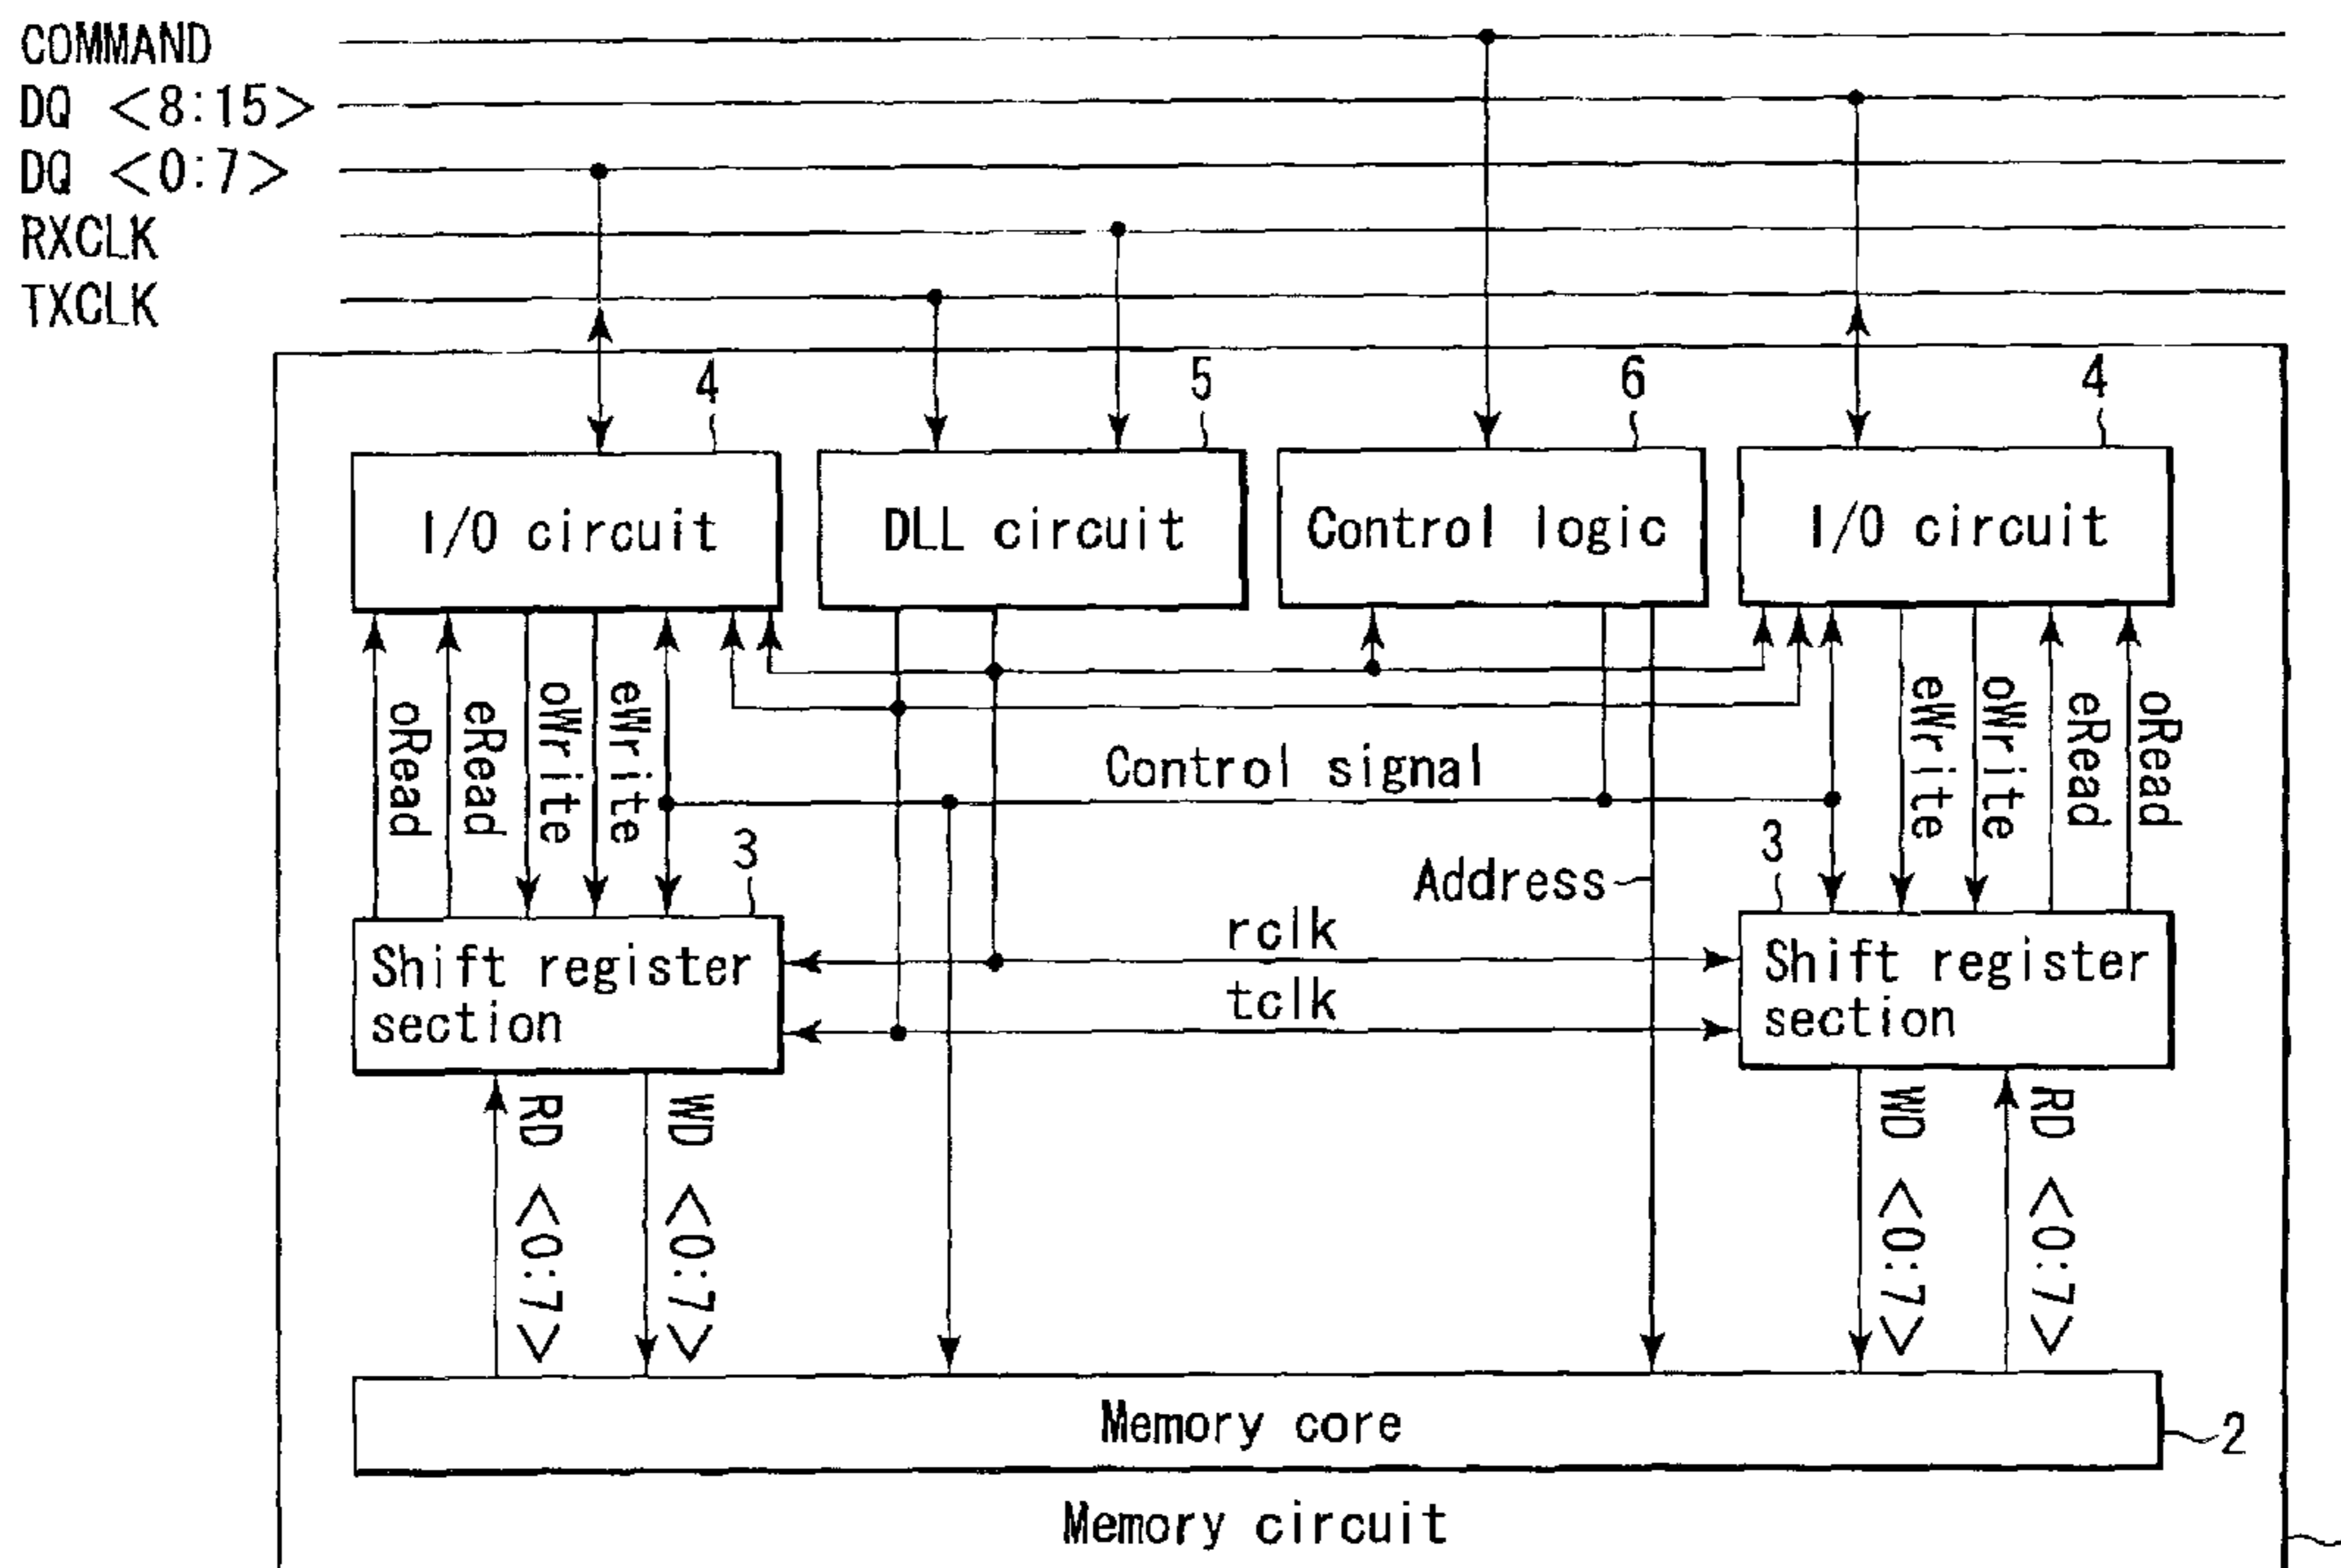 COMMAND
DQ <8:15>
DQ <0:7>
RXCLK
TXCLK
4
5
6
4
I/O circuit
DLL circuit
Control logic
I/O circuit
oRead
eRead
oWrite
eWrite
Control signal
eWrite
oWrite
eRead
oRead
3
Address
3
Shift register
section
rclk
tclk
Shift register
section
RD <0:7>
WD <0:7>
WD <0:7>
RD <0:7>
Memory core
2
Memory circuit